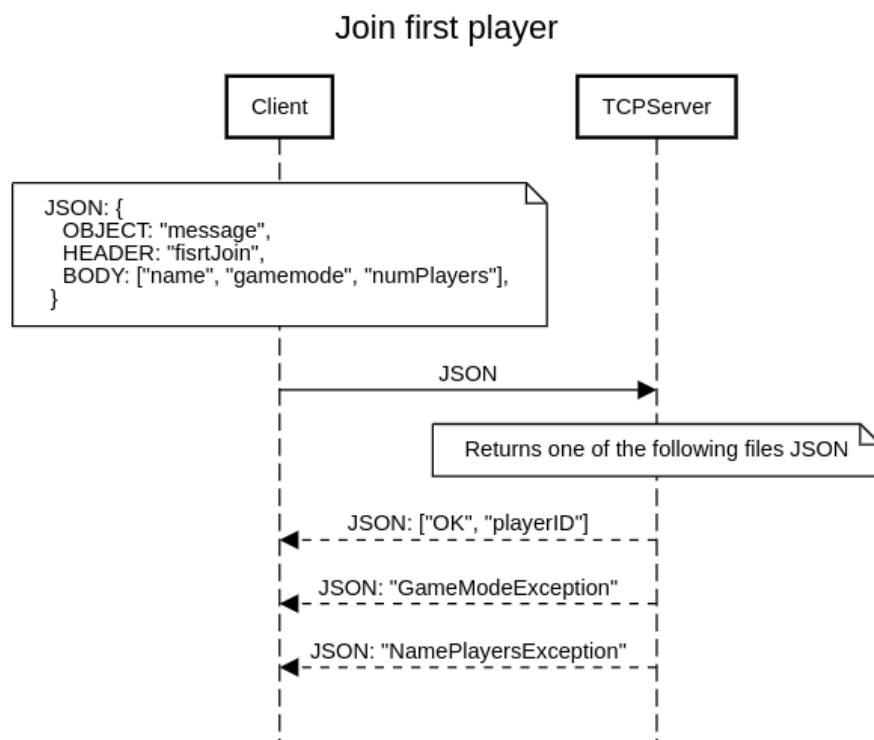 Join first player
Client
TCPServer
JSON: {
OBJECT: "message",
HEADER: "fisrtJoin",
BODY: ["name", "gamemode", "numPlayers"],
}
JSON
Returns one of the following files JSON
JSON: ["OK", "playerID"]
JSON: "GameModeException"
JSON: "NamePlayersException"